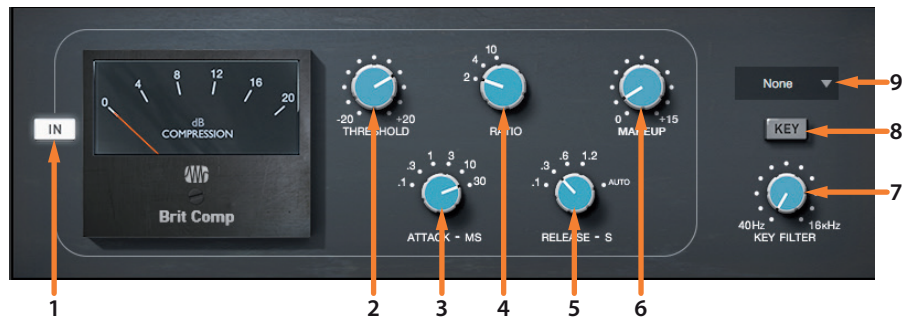 IN
0 4 8 12 16 20
dB
COMPRESSION
Brit Comp
-20 +20
THRESHOLD
2 4 10
RATIO
0 +15
MAKEUP
.1 .3 1 3 10 30
ATTACK - MS
.1 .3 .6 1.2 AUTO
RELEASE - S
None
KEY
40Hz 16KHz
KEY FILTER
1 2 3 4 5 6 7 8 9